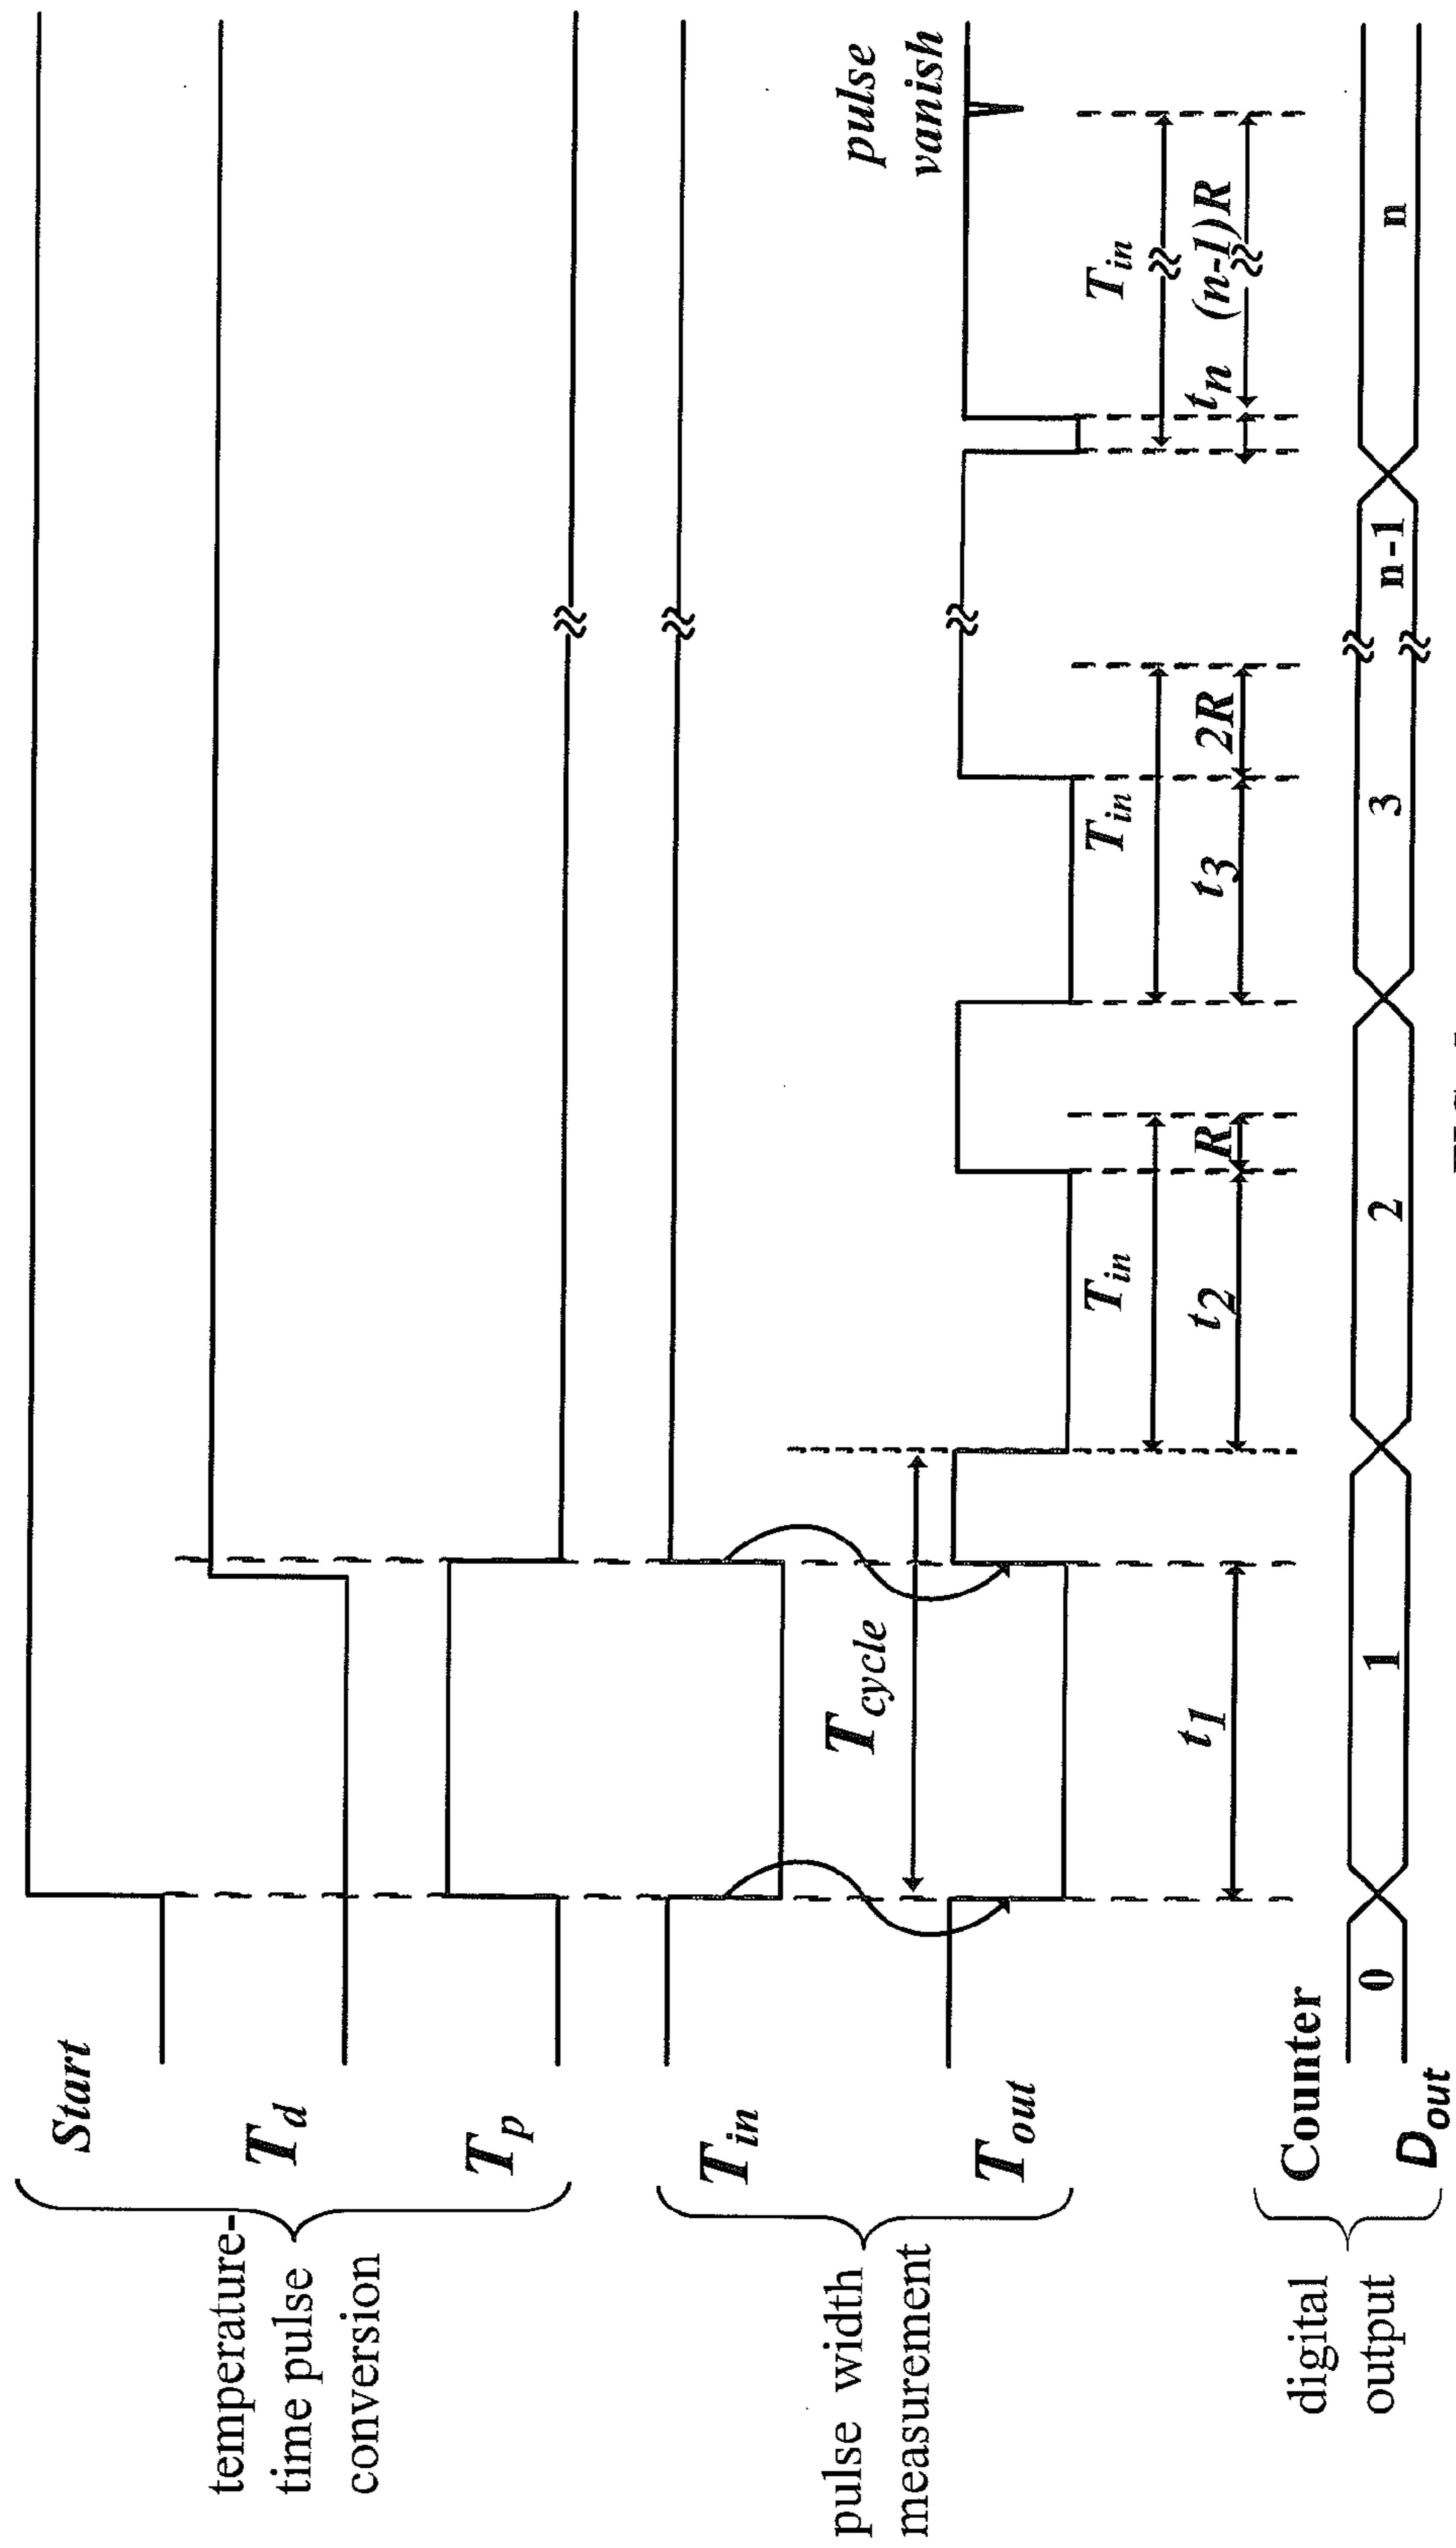 temperature-
time pulse
conversion
Start
T_d
T_p
pulse width
measurement
T_in
T_out
T_cycle
pulse
vanish
t_1
T_in
t_2
R
T_in
t_3
2R
T_in
t_n
(n-1)R
digital
output
Counter
D_out
0
1
2
3
n-1
n